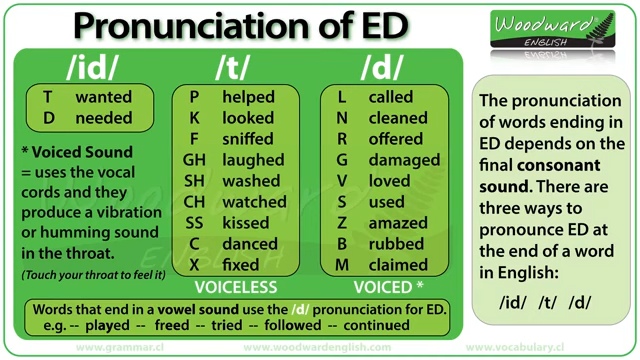 Pronunciation of ED
Woodward®
ENGLISH
/id/
T wanted
D needed
* Voiced Sound
= uses the vocal
cords and they
produce a vibration
or humming sound
in the throat.
(Touch your throat to feel it)
/t/
P helped
K looked
F sniffed
GH laughed
SH washed
CH watched
SS kissed
C danced
X fixed
VOICELESS
/d/
L called
N cleaned
R offered
G damaged
V loved
S used
Z amazed
B rubbed
M claimed
VOICED *
Words that end in a vowel sound use the /d/ pronunciation for ED.
e.g. -- played -- freed -- tried -- followed -- continued
The pronunciation
of words ending in
ED depends on the
final consonant
sound. There are
three ways to
pronounce ED at
the end of a word
in English:
/id/ /t/ /d/
www.grammar.cl www.woodwardenglish.com www.vocabulary.cl